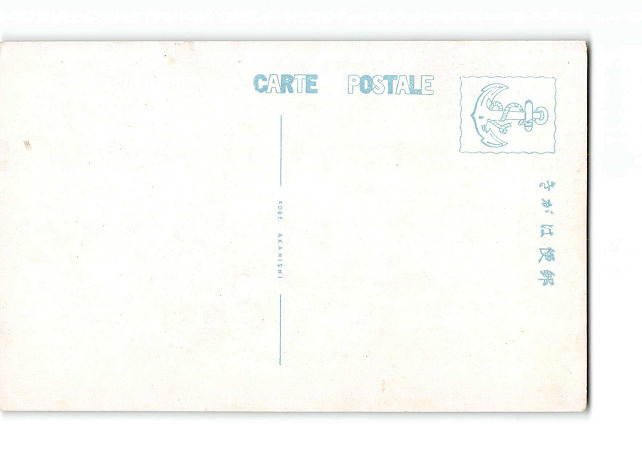 CARTE POSTALE
KOBE AKANISHI
きがは便郵